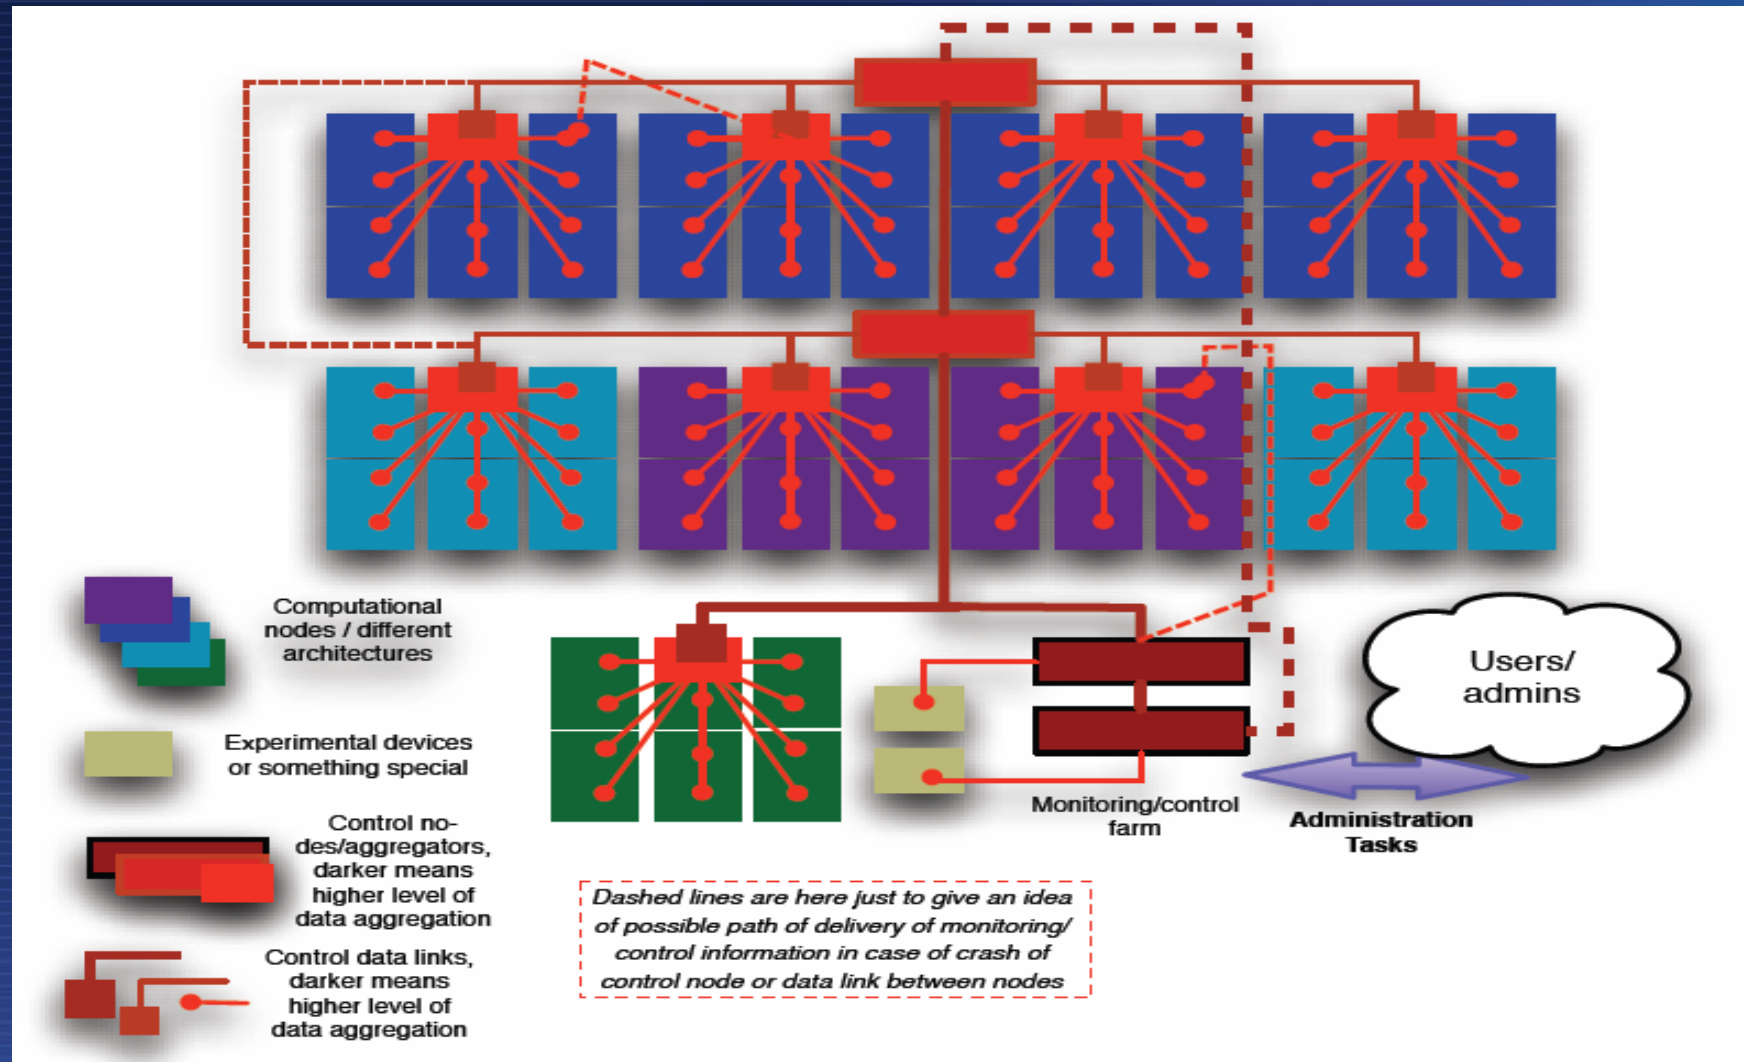 Computational
nodes / different
architectures
Users/
admins
Experimental devices
or something special
Monitoring/control
farm
Administration
Tasks
Control no-
des/aggregators,
darker means
higher level of
data aggregation
Dashed lines are here just to give an idea
of possible path of delivery of monitoring/
control information in case of crash of
control node or data link between nodes
Control data links,
darker means
higher level of
data aggregation